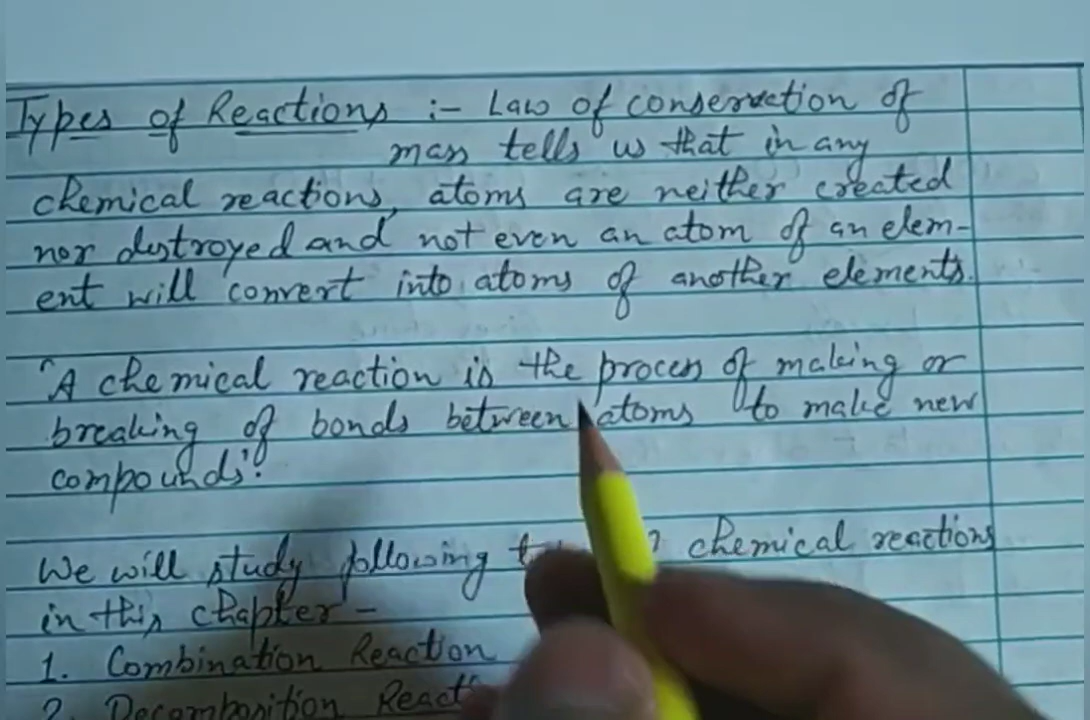 Types of Reactions :- Law of conservation of
mass tells us that in any
chemical reactions, atoms are neither created
nor destroyed and not even an atom of an elem-
ent will convert into atoms of another elements.
"A chemical reaction is the process of making or
breaking of bonds between atoms to make new
compounds".
We will study following chemical reactions
in this chapter -
1. Combination Reaction
2. Decomposition